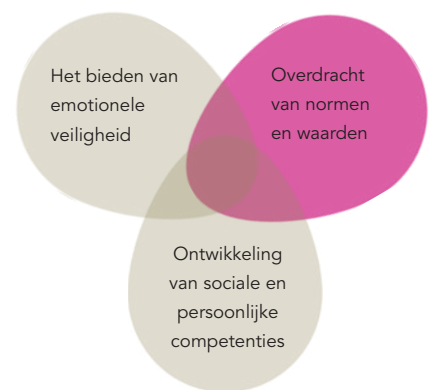 Het bieden van
emotionele
veiligheid
Overdracht
van normen
en waarden
Ontwikkeling
van sociale en
persoonlijke
competenties